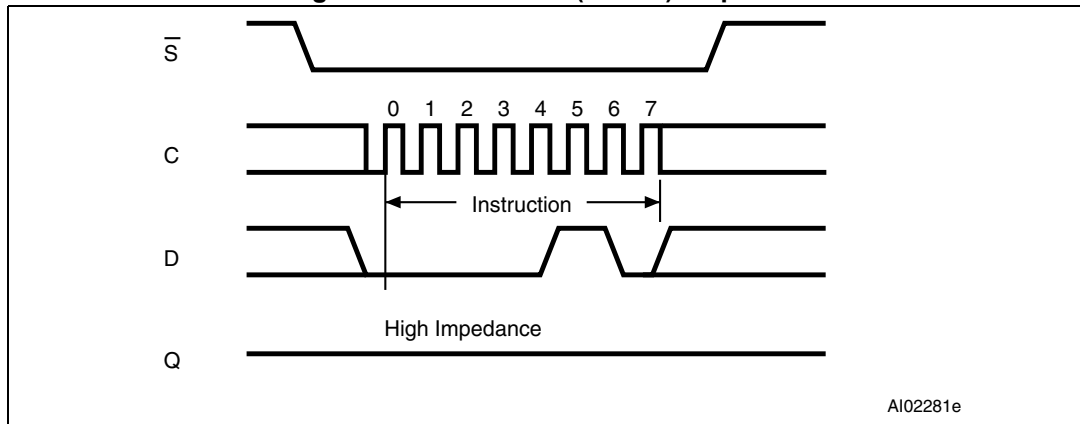 S̅
0 1 2 3 4 5 6 7
C
Instruction
D
High Impedance
Q
AI02281e